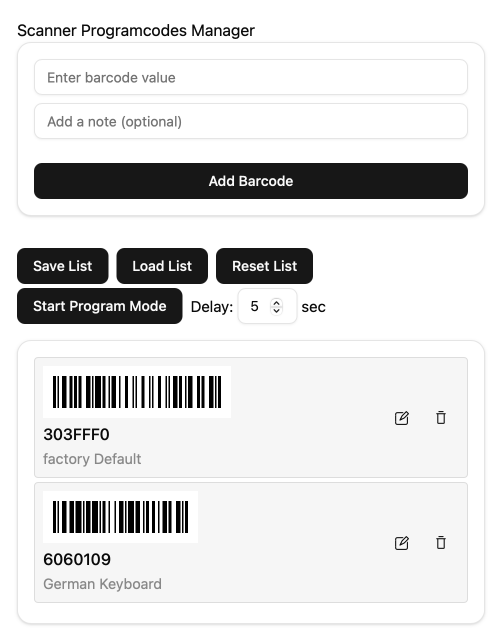 Scanner Programcodes Manager
Enter barcode value
Add a note (optional)
Add Barcode
Save List Load List Reset List
Start Program Mode Delay: 5 sec
303FFF0
factory Default
6060109
German Keyboard